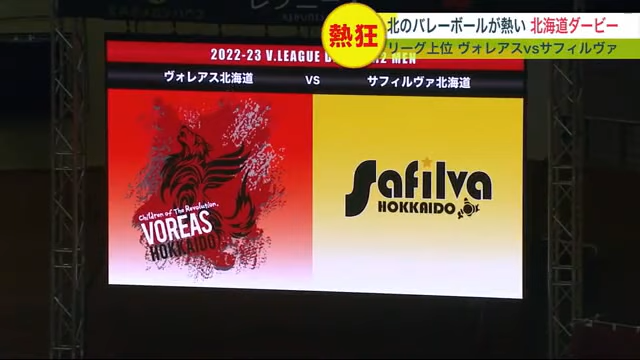 熱狂
北のバレーボールが熱い 北海道ダービー
リーグ上位 ヴォレアスvsサフィルヴァ
2022-23 V.LEAGUE D
2 MEN
ヴォレアス北海道 VS サフィルヴァ北海道
Children of The Revolution.
VOREAS
HOKKAIDO
Safilva
HOKKAIDO